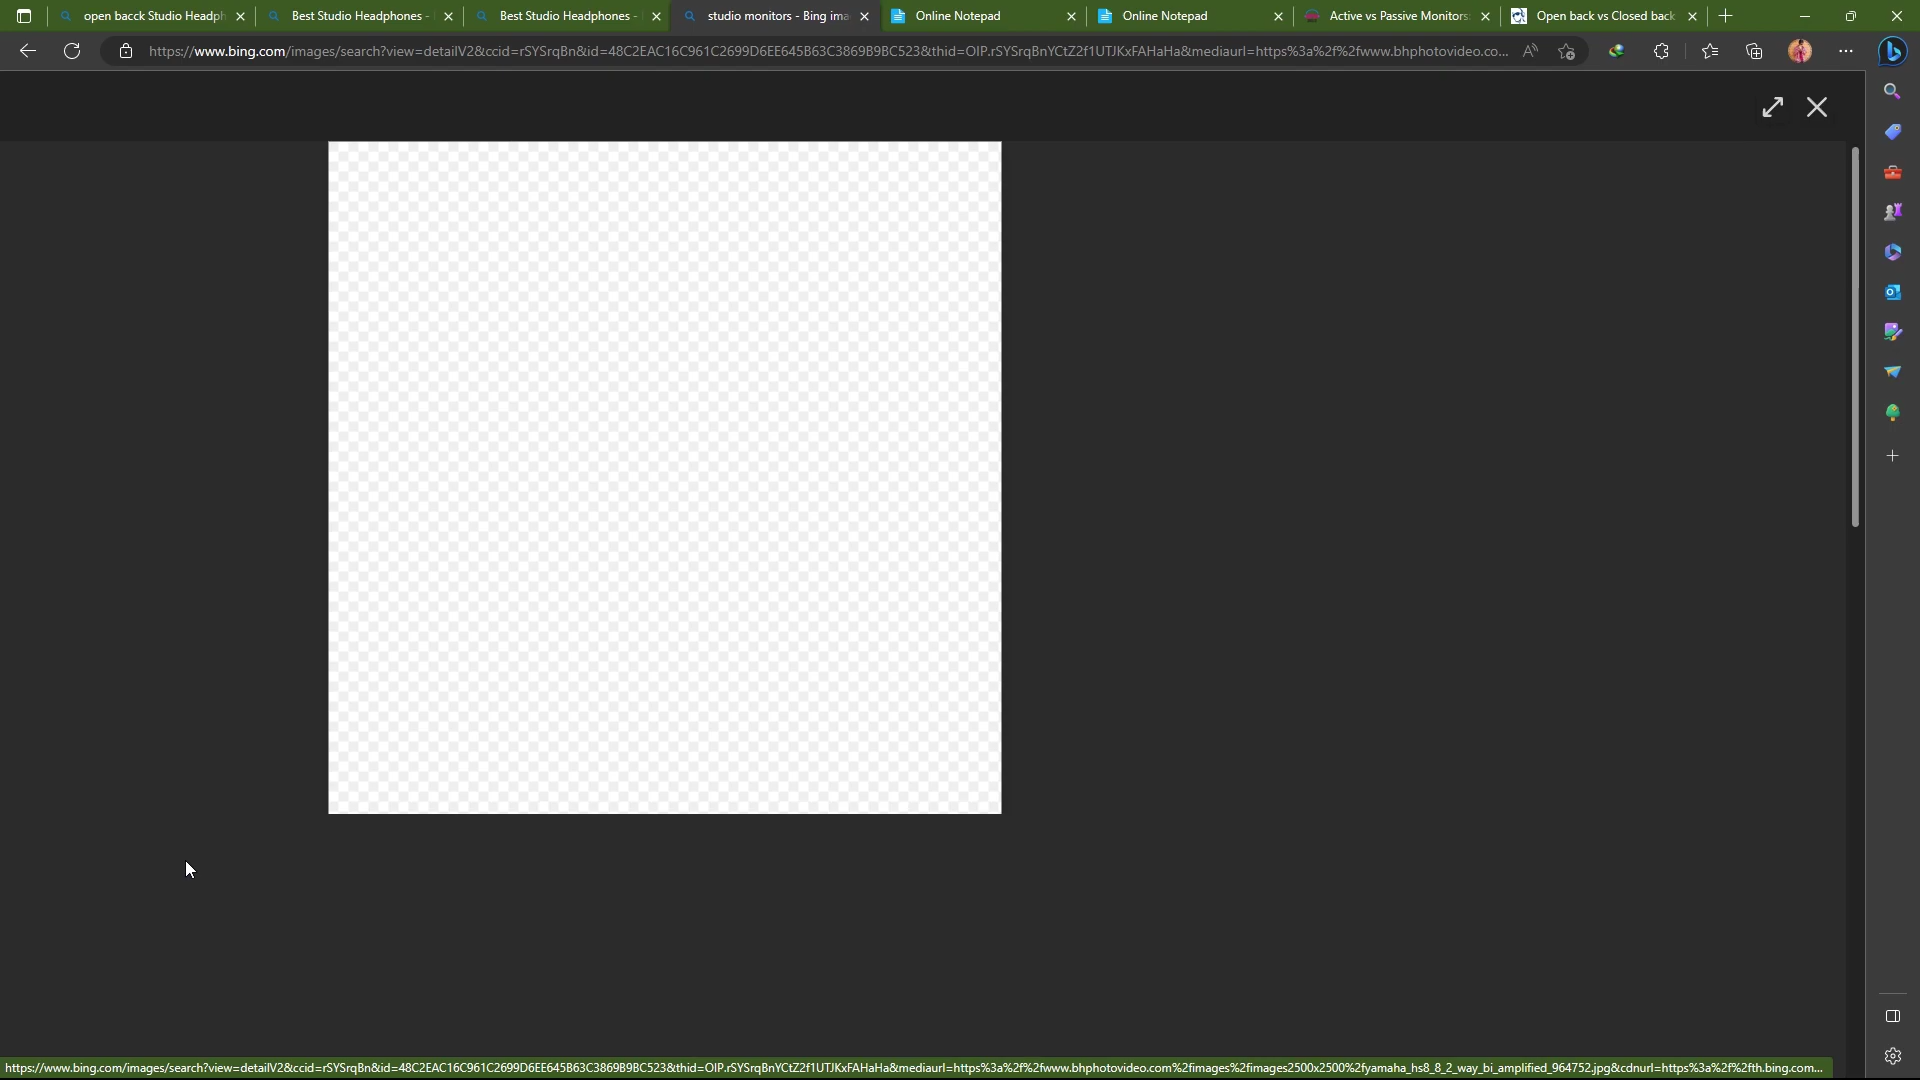 open bacck Studio Headph
Best Studio Headphones -
Best Studio Headphones -
studio monitors - Bing ima
Online Notepad
Online Notepad
Active vs Passive Monitors:
Open back vs Closed back
https://www.bing.com/images/search?view=detailV2&ccid=rSYSrqBn&id=48C2EAC16C961C2699D6EE645B63C3869B9BC523&thid=OIP.rSYSrqBnYCtZ2f1UTJKxFAHaHa&mediaurl=https%3a%2f%2fwww.bhphotovideo.co...
https://www.bing.com/images/search?view=detailV2&ccid=rSYSrqBn&id=48C2EAC16C961C2699D6EE645B63C3869B9BC523&thid=OIP.rSYSrqBnYCtZ2f1UTJKxFAHaHa&mediaurl=https%3a%2f%2fwww.bhphotovideo.com%2fimages%2fimages2500x2500%2fyamaha_hs8_8_2_way_bi_amplified_964752.jpg&cdnurl=https%3a%2f%2fth.bing.com...